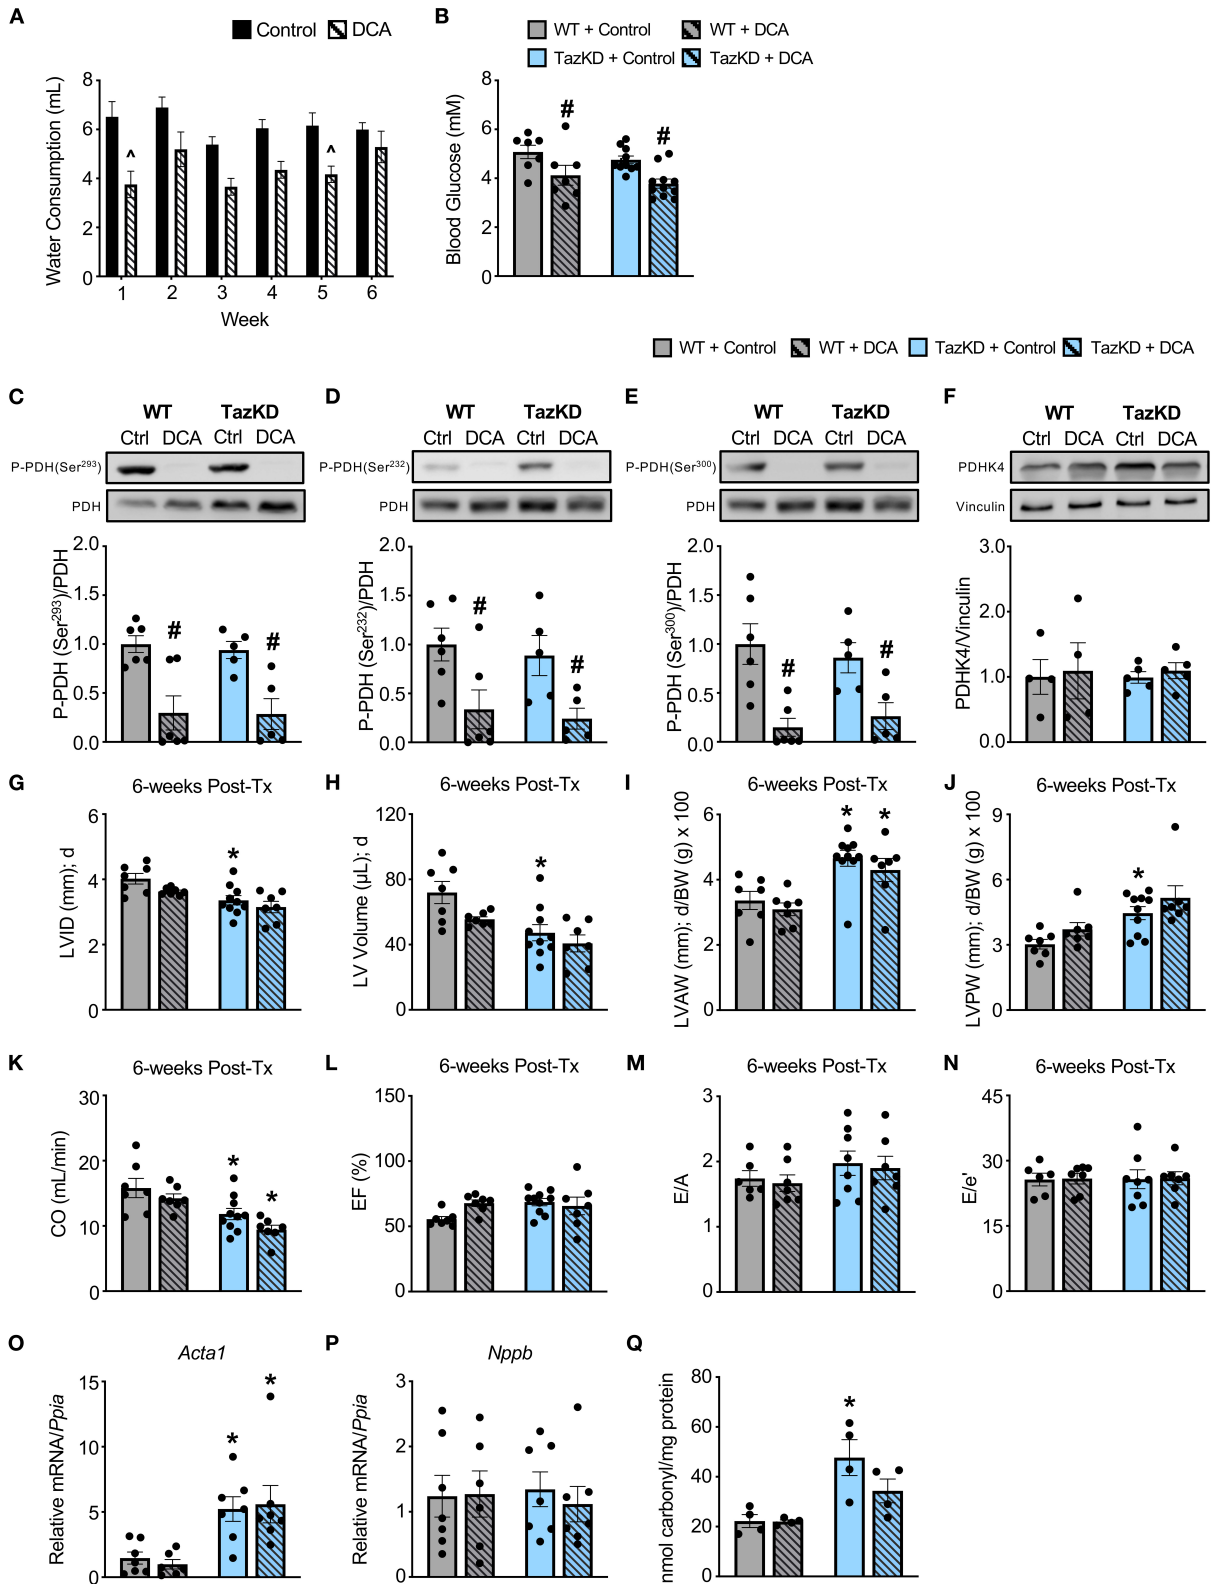 A
Control DCA
Water Consumption (mL)
8
6
4
2
0
^ ^
1 2 3 4 5 6
Week
B
WT + Control WT + DCA
TazKD + Control TazKD + DCA
Blood Glucose (mM)
8
6
4
2
0
# #
WT + Control WT + DCA TazKD + Control TazKD + DCA
C
WT TazKD
Ctrl DCA Ctrl DCA
P-PDH(Ser293)
PDH
P-PDH (Ser293)/PDH
2.0
1.5
1.0
0.5
0.0
# #
D
WT TazKD
Ctrl DCA Ctrl DCA
P-PDH(Ser232)
PDH
P-PDH (Ser232)/PDH
2.0
1.5
1.0
0.5
0.0
# #
E
WT TazKD
Ctrl DCA Ctrl DCA
P-PDH(Ser300)
PDH
P-PDH (Ser300)/PDH
2.0
1.5
1.0
0.5
0.0
# #
F
WT TazKD
Ctrl DCA Ctrl DCA
PDHK4
Vinculin
PDHK4/Vinculin
3.0
2.0
1.0
0.0
G
6-weeks Post-Tx
LVID (mm); d
6
4
2
0
*
H
6-weeks Post-Tx
LV Volume (µL); d
120
80
40
0
*
I
6-weeks Post-Tx
LVAW (mm); d/BW (g) x 100
6
4
2
0
* *
J
6-weeks Post-Tx
LVPW (mm); d/BW (g) x 100
9
6
3
0
*
K
6-weeks Post-Tx
CO (mL/min)
30
20
10
0
* *
L
6-weeks Post-Tx
EF (%)
150
100
50
0
M
6-weeks Post-Tx
E/A
3
2
1
0
N
6-weeks Post-Tx
E/e'
45
30
15
0
O
Acta1
Relative mRNA/Ppia
15
10
5
0
* *
P
Nppb
Relative mRNA/Ppia
3
2
1
0
Q
nmol carbonyl/mg protein
80
60
40
20
0
*